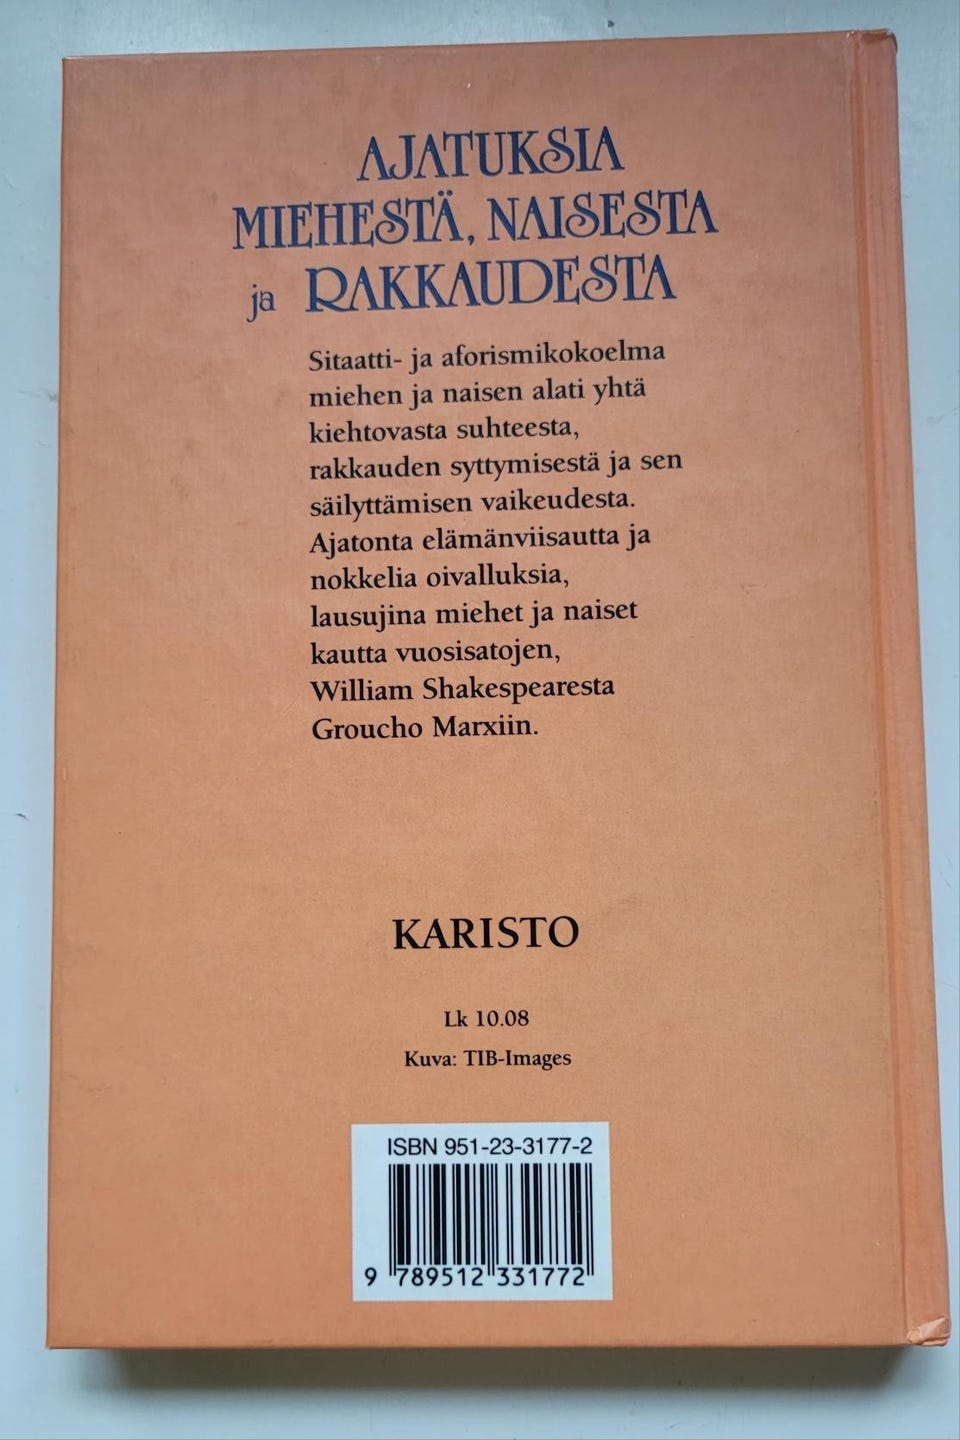 AJATUKSIA
MIEHESTÄ, NAISESTA
ja RAKKAUDESTA
Sitaatti- ja aforismikokoelma
miehen ja naisen alati yhtä
kiehtovasta suhteesta,
rakkauden syttymisestä ja sen
säilyttämisen vaikeudesta.
Ajatonta elämänviisautta ja
nokkelia oivalluksia,
lausujina miehet ja naiset
kautta vuosisatojen,
William Shakespearesta
Groucho Marxiin.
KARISTO
Lk 10.08
Kuva: TIB-Images
ISBN 951-23-3177-2
9 789512 331772